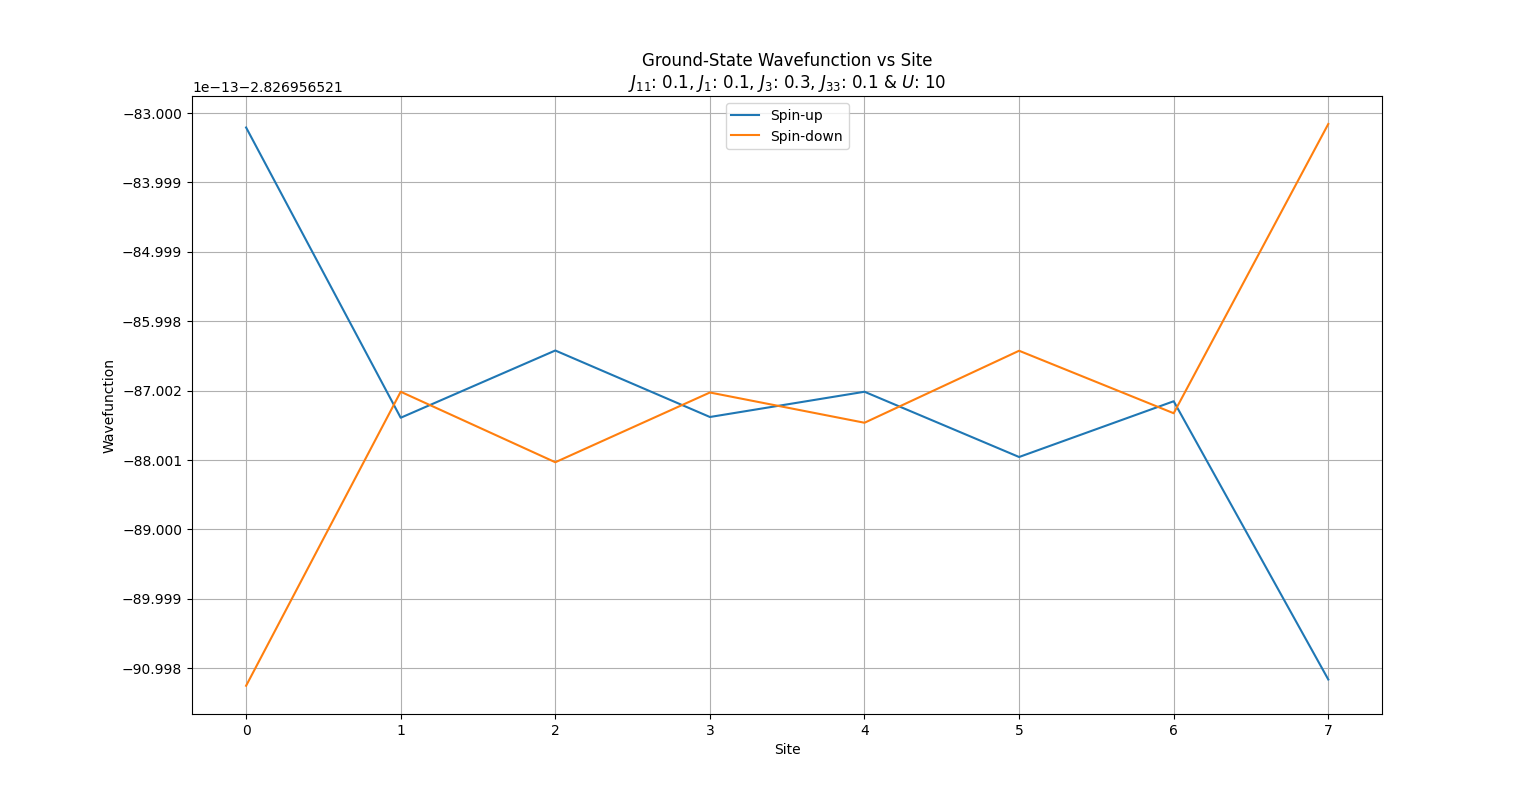 Ground-State Wavefunction vs Site
J₁₁: 0.1, J₁: 0.1, J₃: 0.3, J₃₃: 0.1 & U: 10
1e−13−2.826956521
Spin-up
Spin-down
−83.000
−83.999
−84.999
−85.998
−87.002
−88.001
−89.000
−89.999
−90.998
Wavefunction
0 1 2 3 4 5 6 7
Site